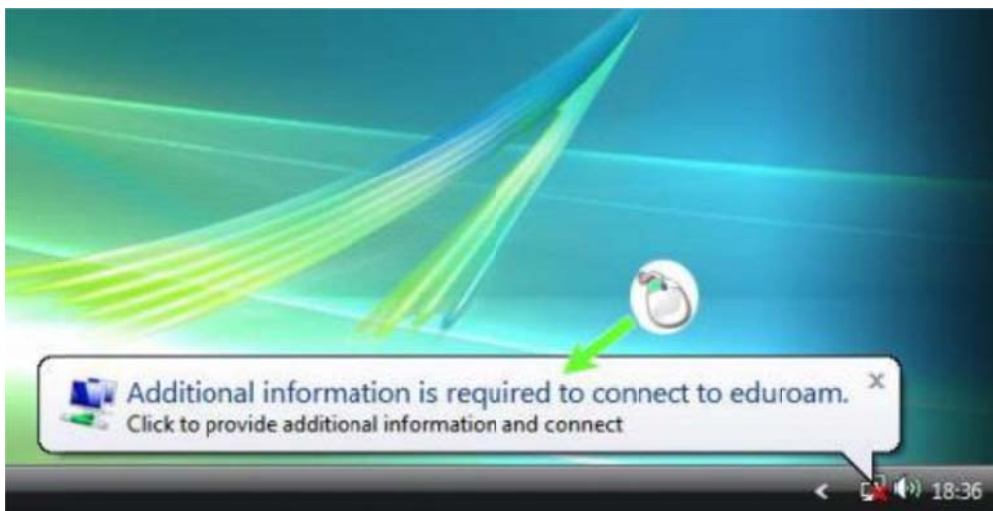 Additional information is required to connect to eduroam.
Click to provide additional information and connect
18:36